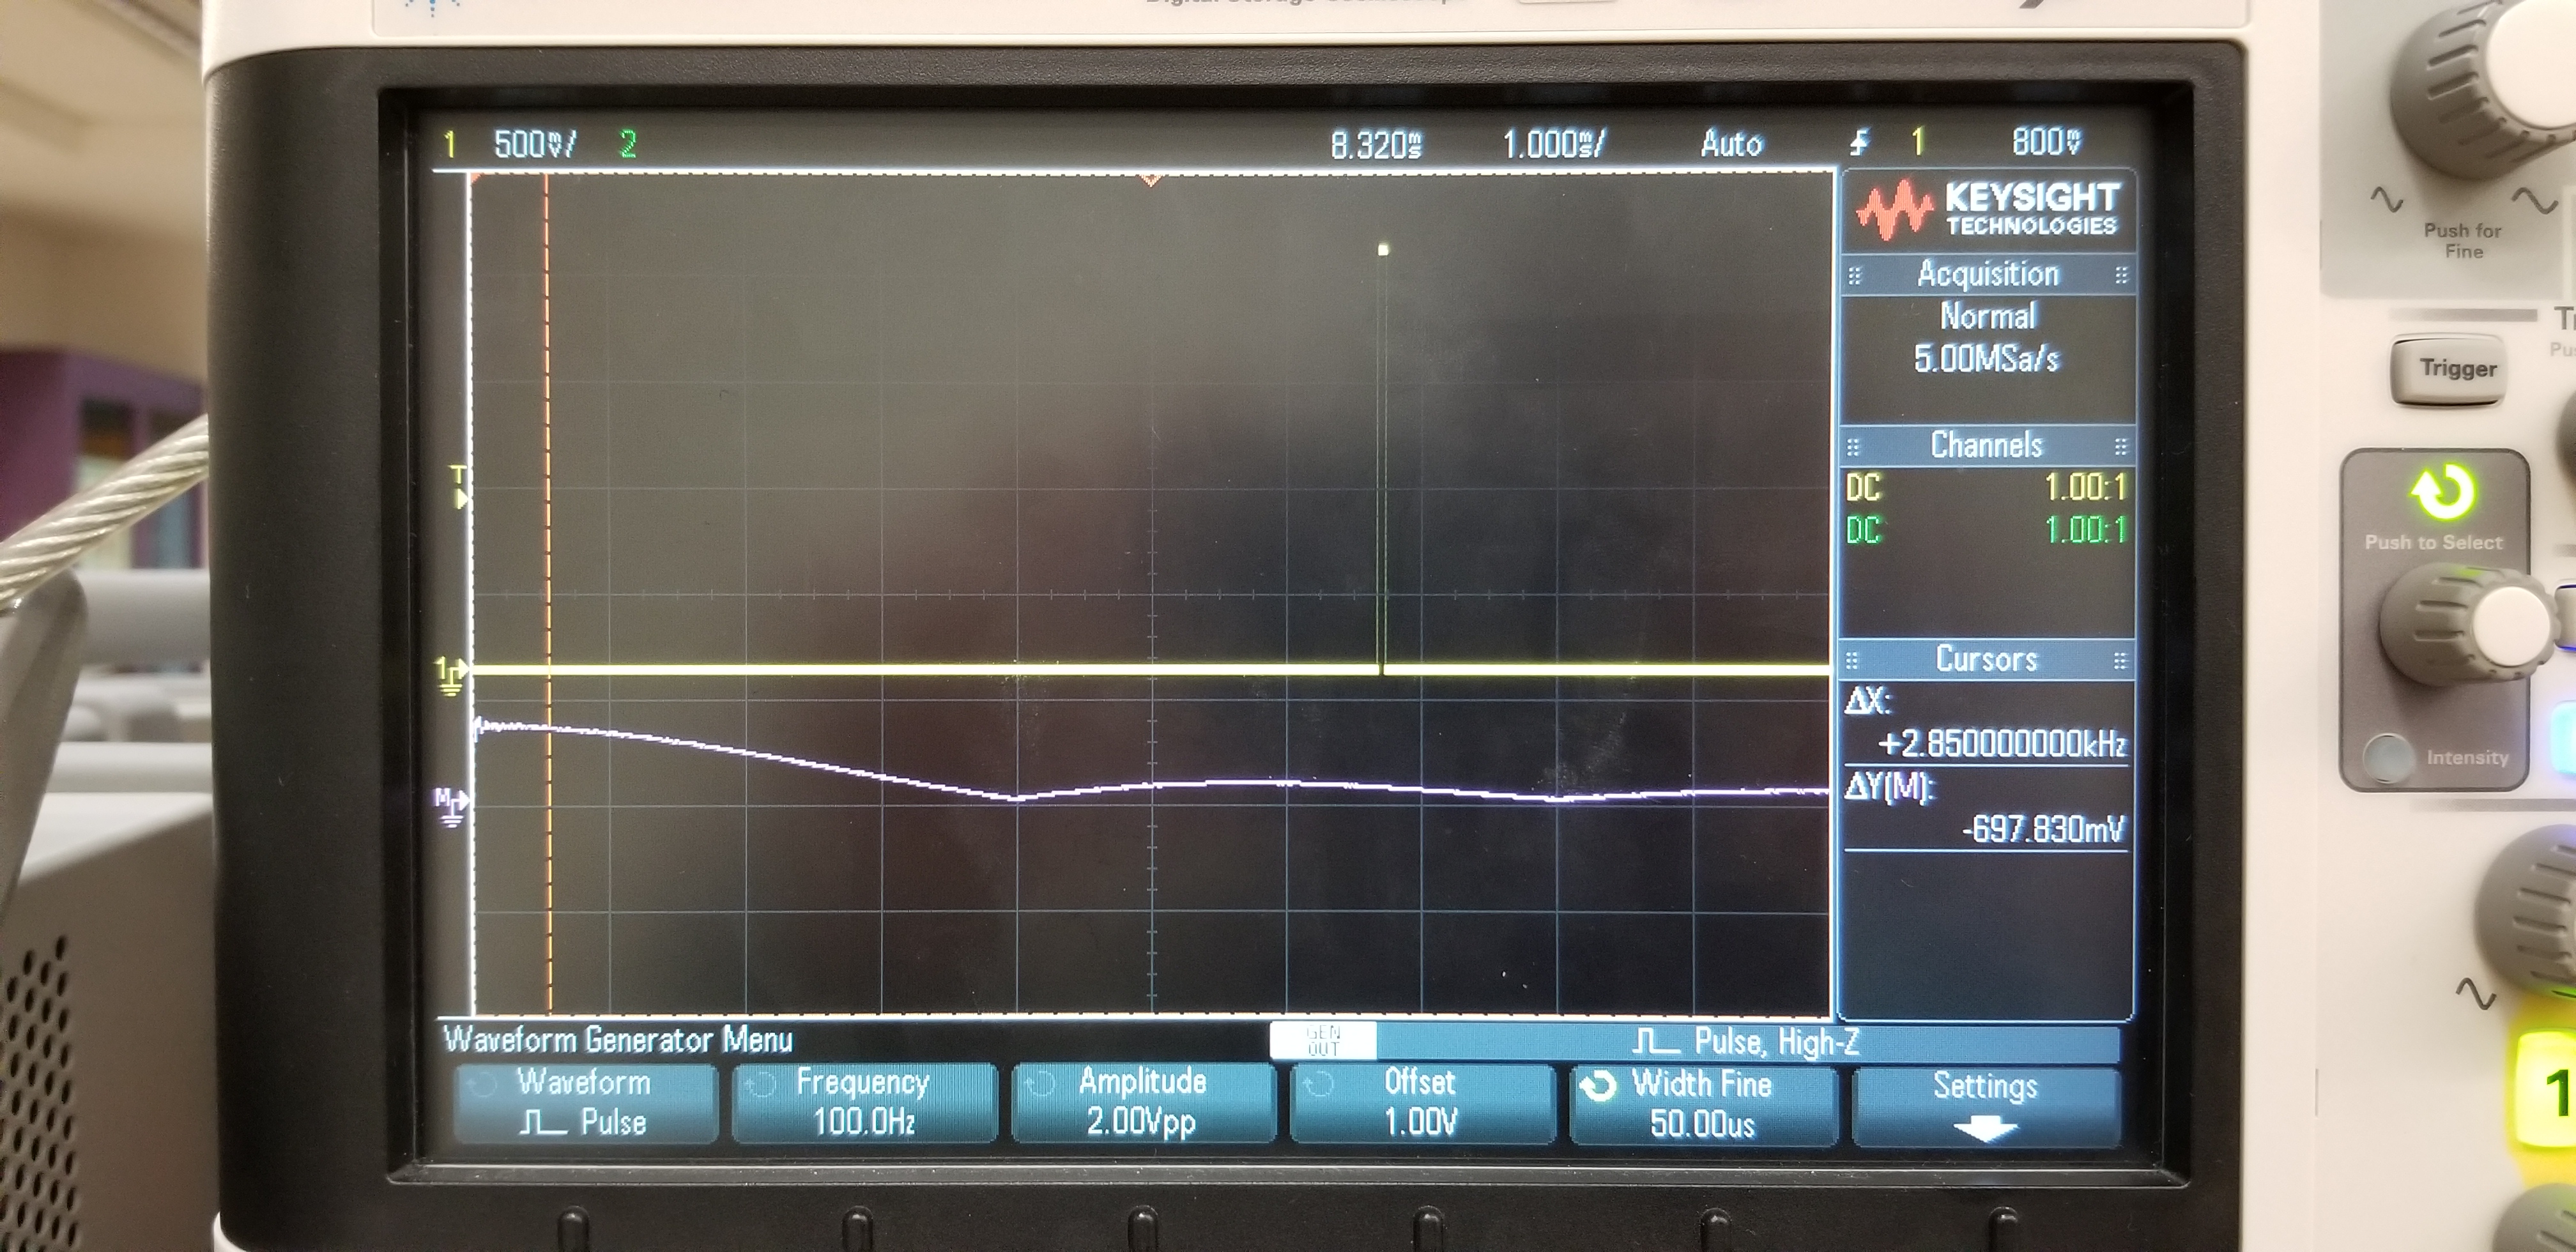 Digital Storage Oscilloscope
1 500mV/ 2 8.320ms 1.000ms/ Auto 1 800mV
KEYSIGHT
TECHNOLOGIES
Acquisition
Normal
5.00MSa/s
Channels
DC 1.00:1
DC 1.00:1
Cursors
ΔX:
+2.850000000kHz
ΔY(M):
-697.830mV
T
1
M
Waveform Generator Menu
GEN
OUT
Pulse, High-Z
Waveform
Pulse
Frequency
100.0Hz
Amplitude
2.00Vpp
Offset
1.00V
Width Fine
50.00us
Settings
Push for
Fine
Trigger
Push to Select
Intensity
1